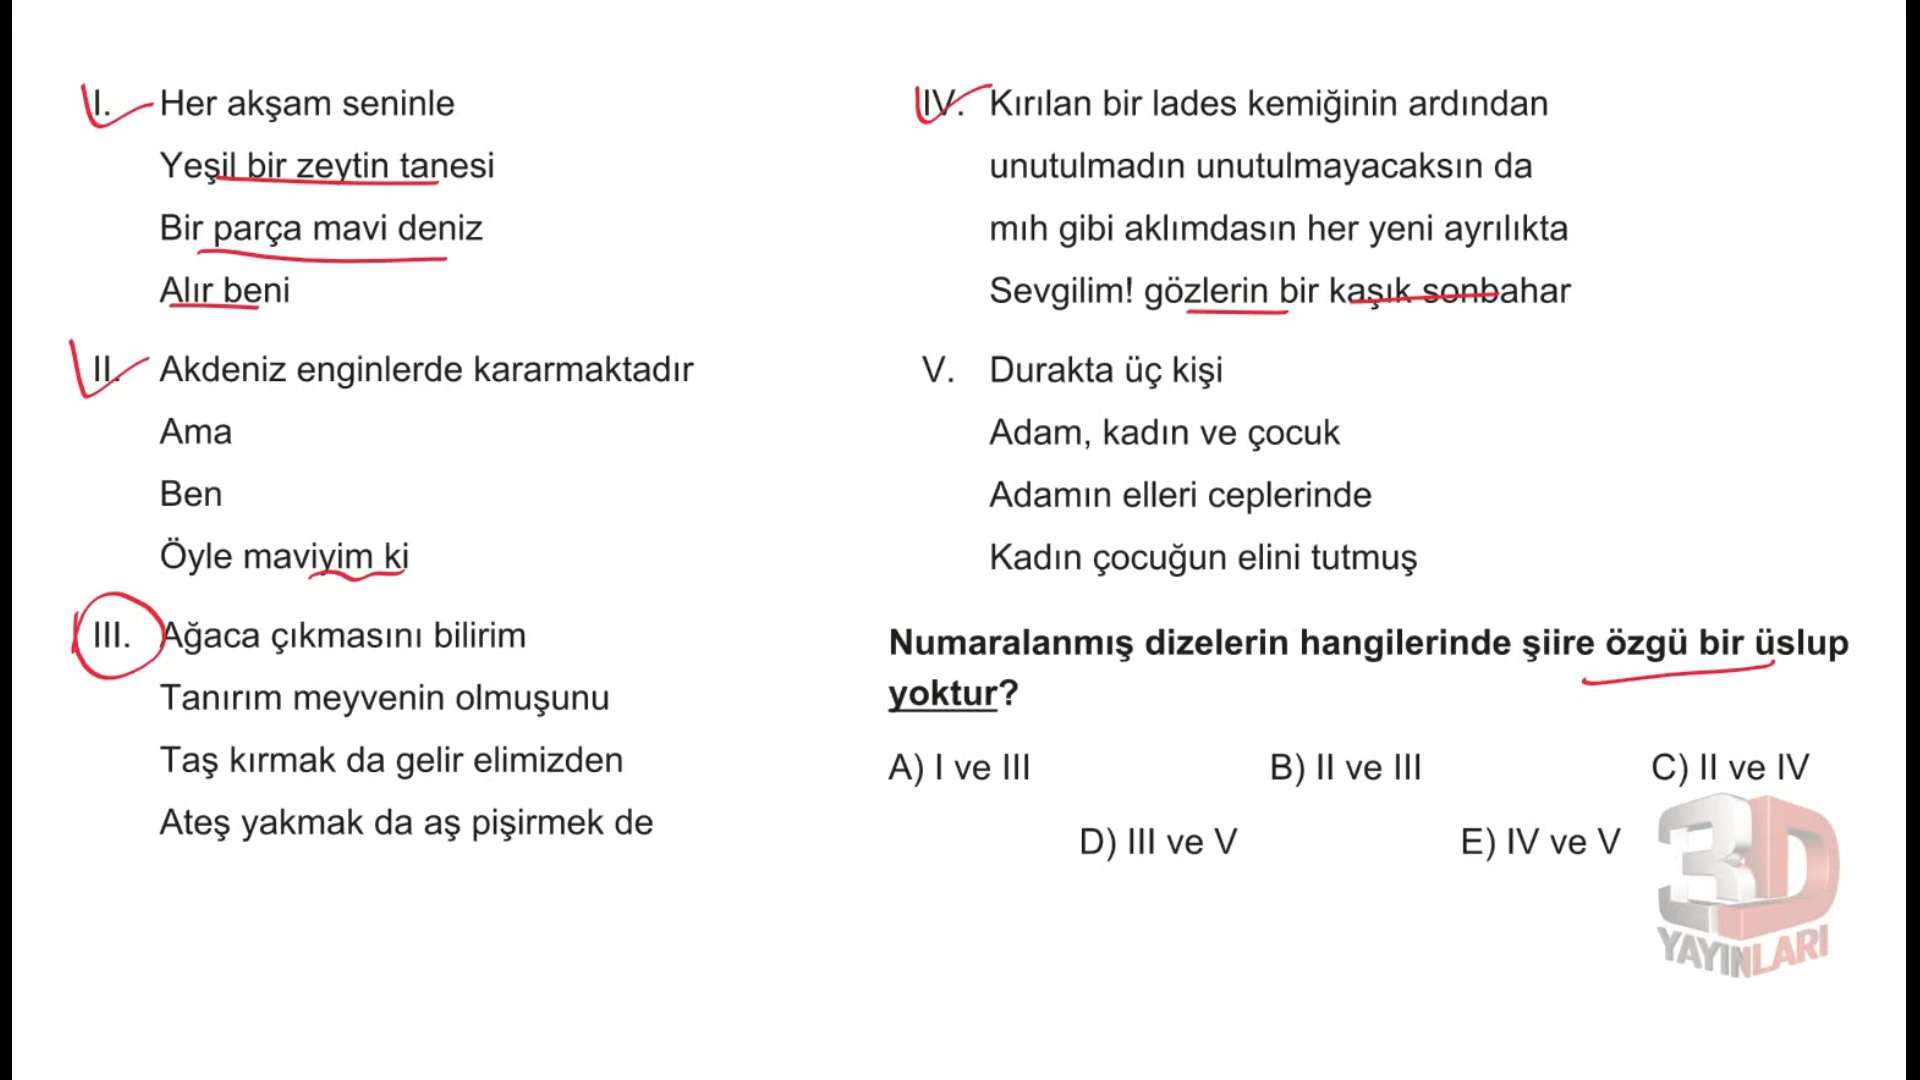 I. Her akşam seninle
Yeşil bir zeytin tanesi
Bir parça mavi deniz
Alır beni
II. Akdeniz enginlerde kararmaktadır
Ama
Ben
Öyle maviyim ki
III. Ağaca çıkmasını bilirim
Tanırım meyvenin olmuşunu
Taş kırmak da gelir elimizden
Ateş yakmak da aş pişirmek de
IV. Kırılan bir lades kemiğinin ardından
unutulmadın unutulmayacaksın da
mıh gibi aklımdasın her yeni ayrılıkta
Sevgilim! gözlerin bir kaşık sonbahar
V. Durakta üç kişi
Adam, kadın ve çocuk
Adamın elleri ceplerinde
Kadın çocuğun elini tutmuş
Numaralanmış dizelerin hangilerinde şiire özgü bir üslup
yoktur?
A) I ve III B) II ve III C) II ve IV
D) III ve V E) IV ve V
3D
YAYINLARI